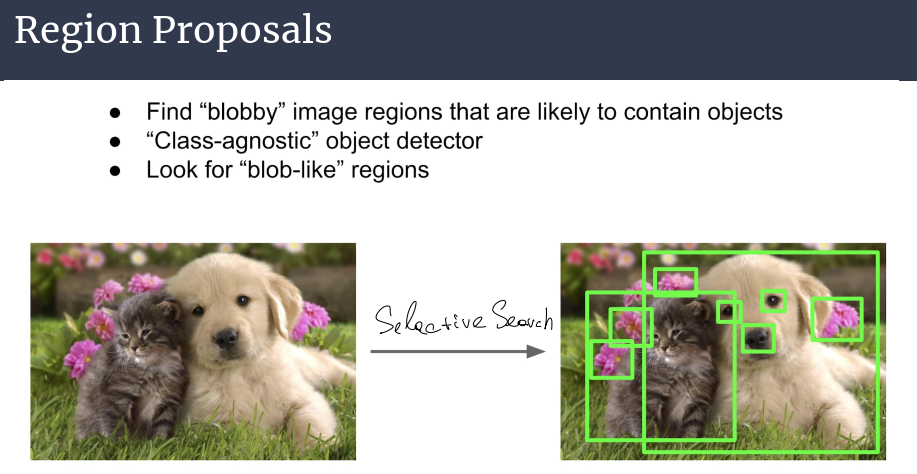 Region Proposals
● Find “blobby” image regions that are likely to contain objects
● “Class-agnostic” object detector
● Look for “blob-like” regions
Selective Search